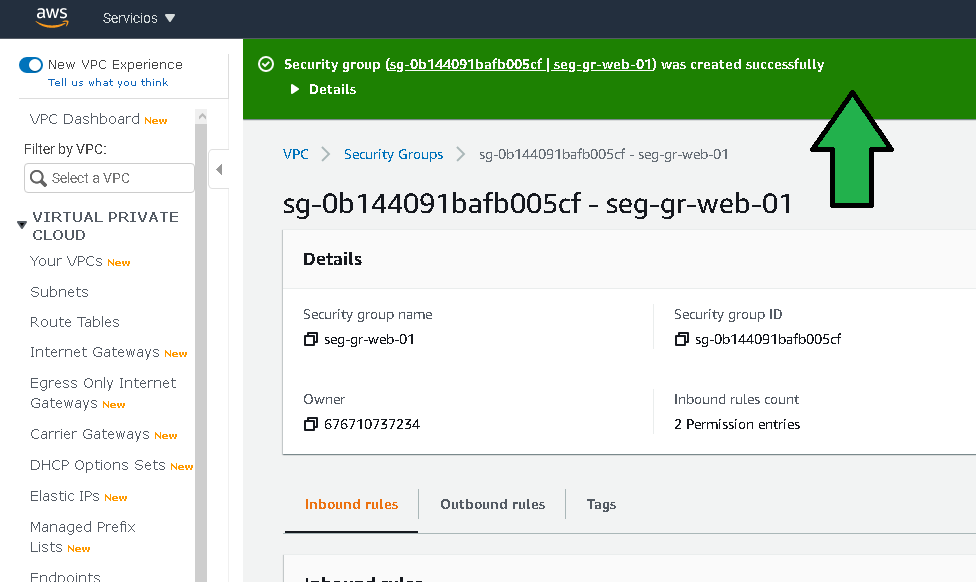 aws
Servicios
New VPC Experience
Tell us what you think
VPC Dashboard New
Filter by VPC:
Select a VPC
VIRTUAL PRIVATE
CLOUD
Your VPCs New
Subnets
Route Tables
Internet Gateways New
Egress Only Internet
Gateways New
Carrier Gateways New
DHCP Options Sets New
Elastic IPs New
Managed Prefix
Lists New
Endpoints
Security group (sg-0b144091bafb005cf | seg-gr-web-01) was created successfully
Details
VPC > Security Groups > sg-0b144091bafb005cf - seg-gr-web-01
sg-0b144091bafb005cf - seg-gr-web-01
Details
Security group name
seg-gr-web-01
Security group ID
sg-0b144091bafb005cf
Owner
676710737234
Inbound rules count
2 Permission entries
Inbound rules
Outbound rules
Tags
Inbound rules